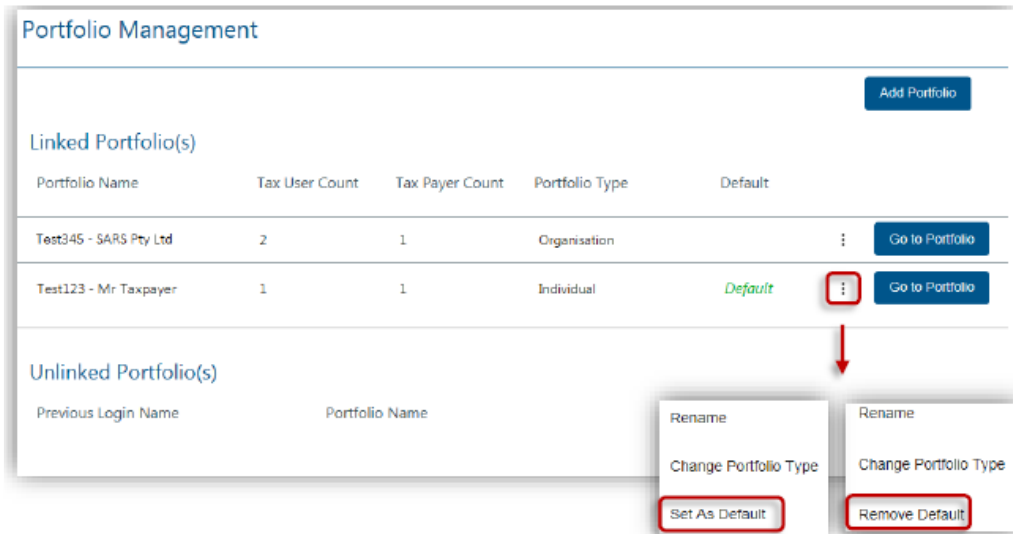 Portfolio Management
Add Portfolio
Linked Portfolio(s)
Portfolio Name Tax User Count Tax Payer Count Portfolio Type Default
Test345 - SARS Pty Ltd 2 1 Organisation Go to Portfolio
Test123 - Mr Taxpayer 1 1 Individual Default Go to Portfolio
Unlinked Portfolio(s)
Previous Login Name Portfolio Name
Rename
Change Portfolio Type
Set As Default
Rename
Change Portfolio Type
Remove Default